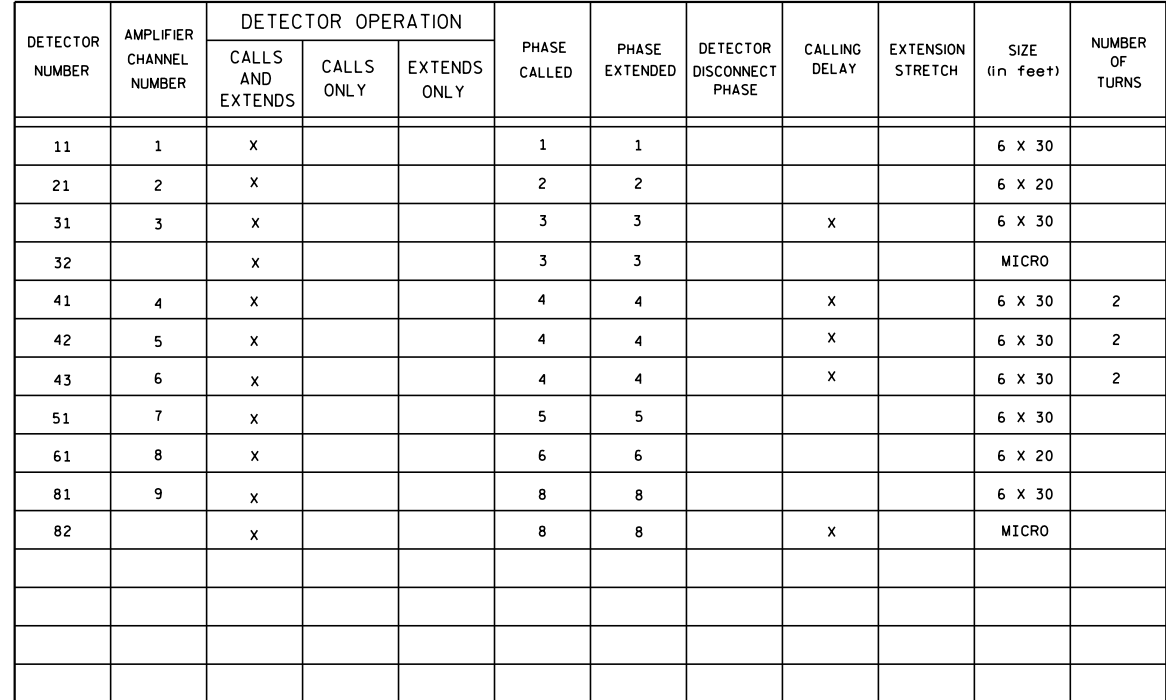 DETECTOR NUMBER
AMPLIFIER CHANNEL NUMBER
DETECTOR OPERATION
CALLS AND EXTENDS
CALLS ONLY
EXTENDS ONLY
PHASE CALLED
PHASE EXTENDED
DETECTOR DISCONNECT PHASE
CALLING DELAY
EXTENSION STRETCH
SIZE (in feet)
NUMBER OF TURNS
11 1 X 1 1 6 X 30
21 2 X 2 2 6 X 20
31 3 X 3 3 X 6 X 30
32 X 3 3 MICRO
41 4 X 4 4 X 6 X 30 2
42 5 X 4 4 X 6 X 30 2
43 6 X 4 4 X 6 X 30 2
51 7 X 5 5 6 X 30
61 8 X 6 6 6 X 20
81 9 X 8 8 6 X 30
82 X 8 8 X MICRO